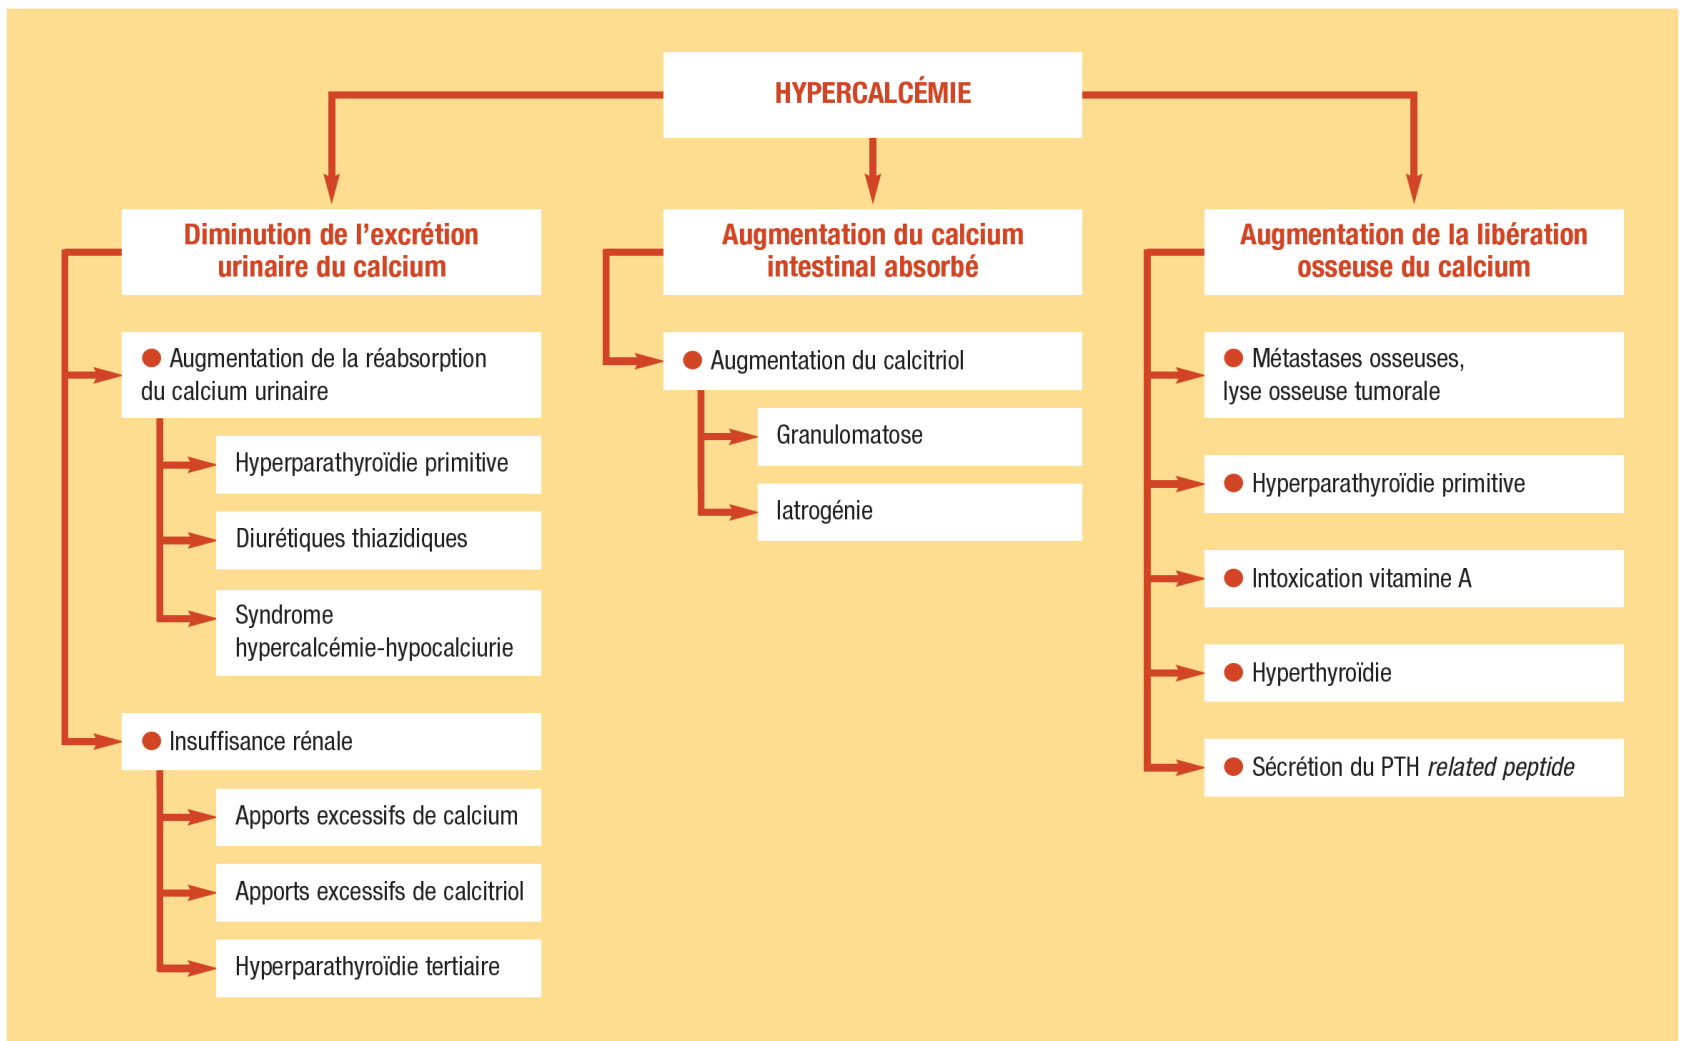 HYPERCALCÉMIE
Diminution de l’excrétion
urinaire du calcium
● Augmentation de la réabsorption
du calcium urinaire
Hyperparathyroïdie primitive
Diurétiques thiazidiques
Syndrome
hypercalcémie-hypocalciurie
● Insuffisance rénale
Apports excessifs de calcium
Apports excessifs de calcitriol
Hyperparathyroïdie tertiaire
Augmentation du calcium
intestinal absorbé
● Augmentation du calcitriol
Granulomatose
Iatrogénie
Augmentation de la libération
osseuse du calcium
● Métastases osseuses,
lyse osseuse tumorale
● Hyperparathyroïdie primitive
● Intoxication vitamine A
● Hyperthyroïdie
● Sécrétion du PTH related peptide